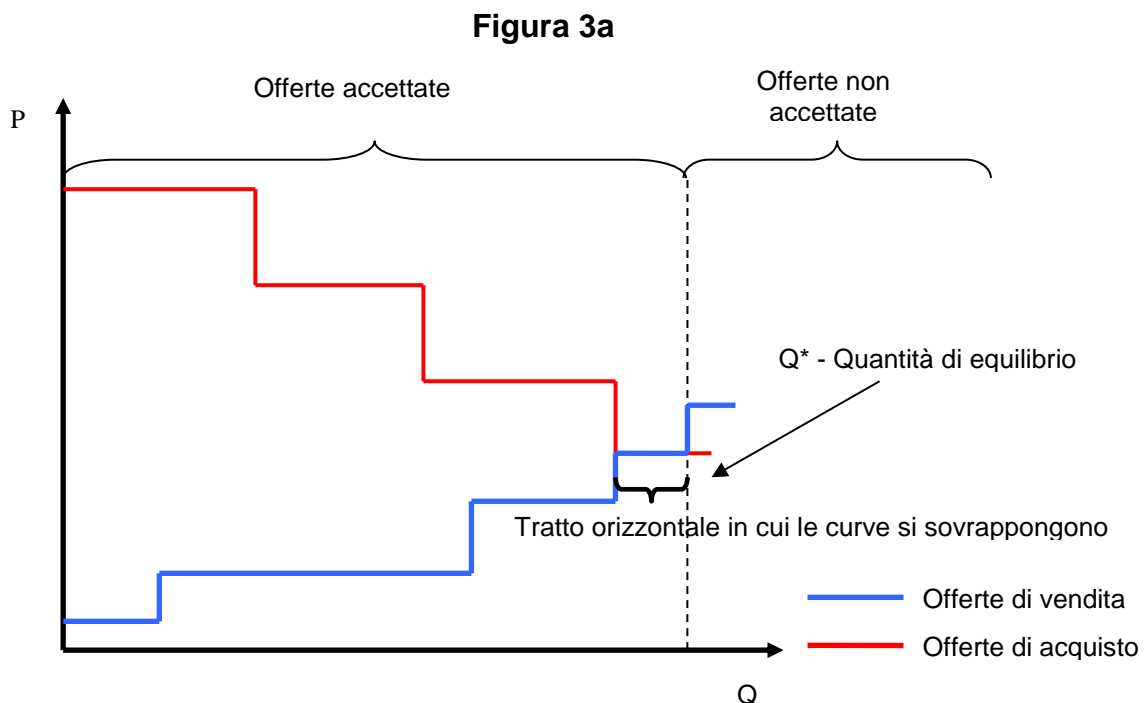 Figura 3a
Offerte accettate
Offerte non
accettate
P
Q* - Quantità di equilibrio
Tratto orizzontale in cui le curve si sovrappongono
Offerte di vendita
Offerte di acquisto
Q